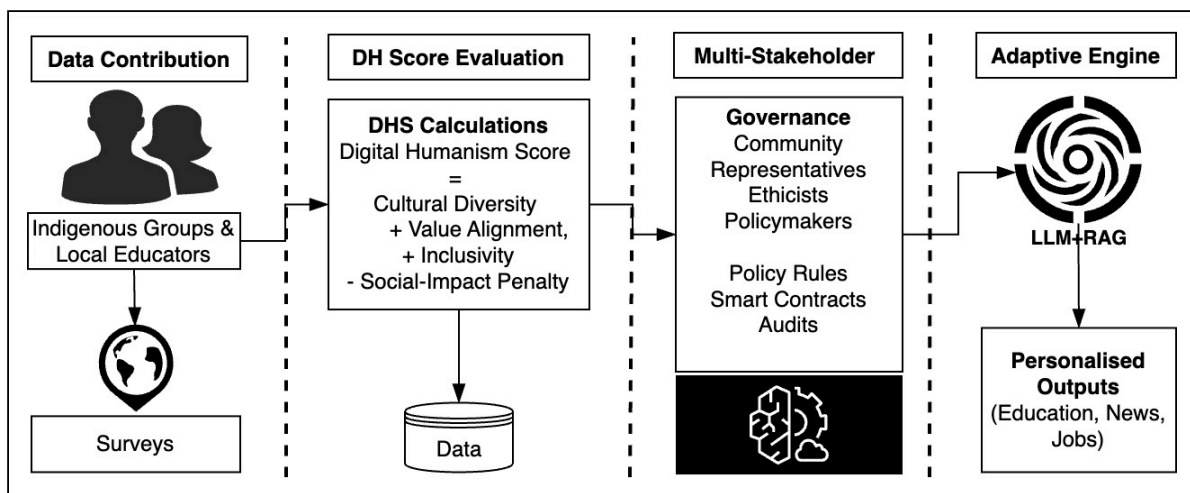 Data Contribution
Indigenous Groups &
Local Educators
Surveys
DH Score Evaluation
DHS Calculations
Digital Humanism Score
=
Cultural Diversity
+ Value Alignment,
+ Inclusivity
- Social-Impact Penalty
Data
Multi-Stakeholder
Governance
Community
Representatives
Ethicists
Policymakers
Policy Rules
Smart Contracts
Audits
Adaptive Engine
LLM+RAG
Personalised
Outputs
(Education, News,
Jobs)